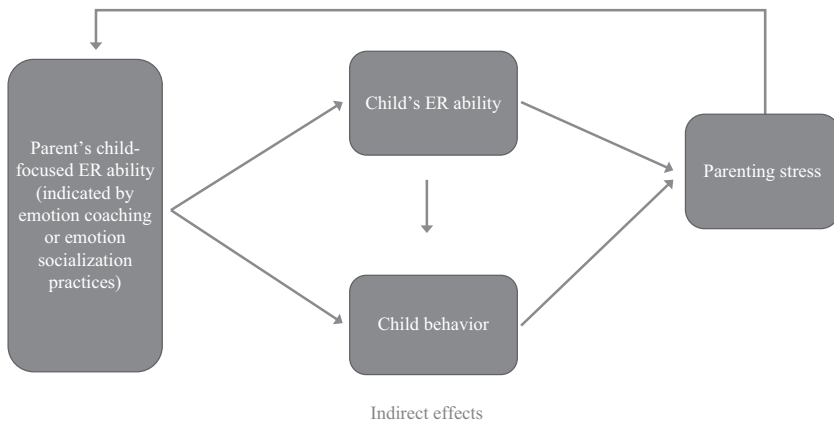 Parent's child-
focused ER ability
(indicated by
emotion coaching
or emotion
socialization
practices)
Child's ER ability
Child behavior
Parenting stress
Indirect effects